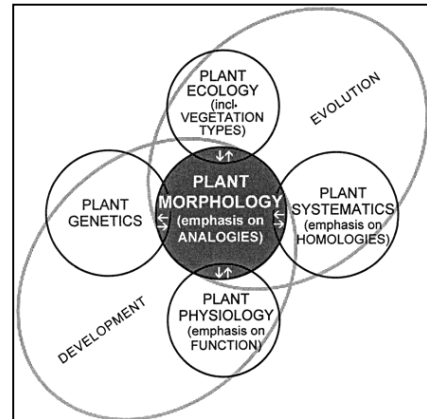 PLANT
ECOLOGY
(incl.
VEGETATION
TYPES)
EVOLUTION
PLANT
MORPHOLOGY
(emphasis on
ANALOGIES)
PLANT
GENETICS
PLANT
SYSTEMATICS
(emphasis on
HOMOLOGIES)
PLANT
PHYSIOLOGY
(emphasis on
FUNCTION)
DEVELOPMENT